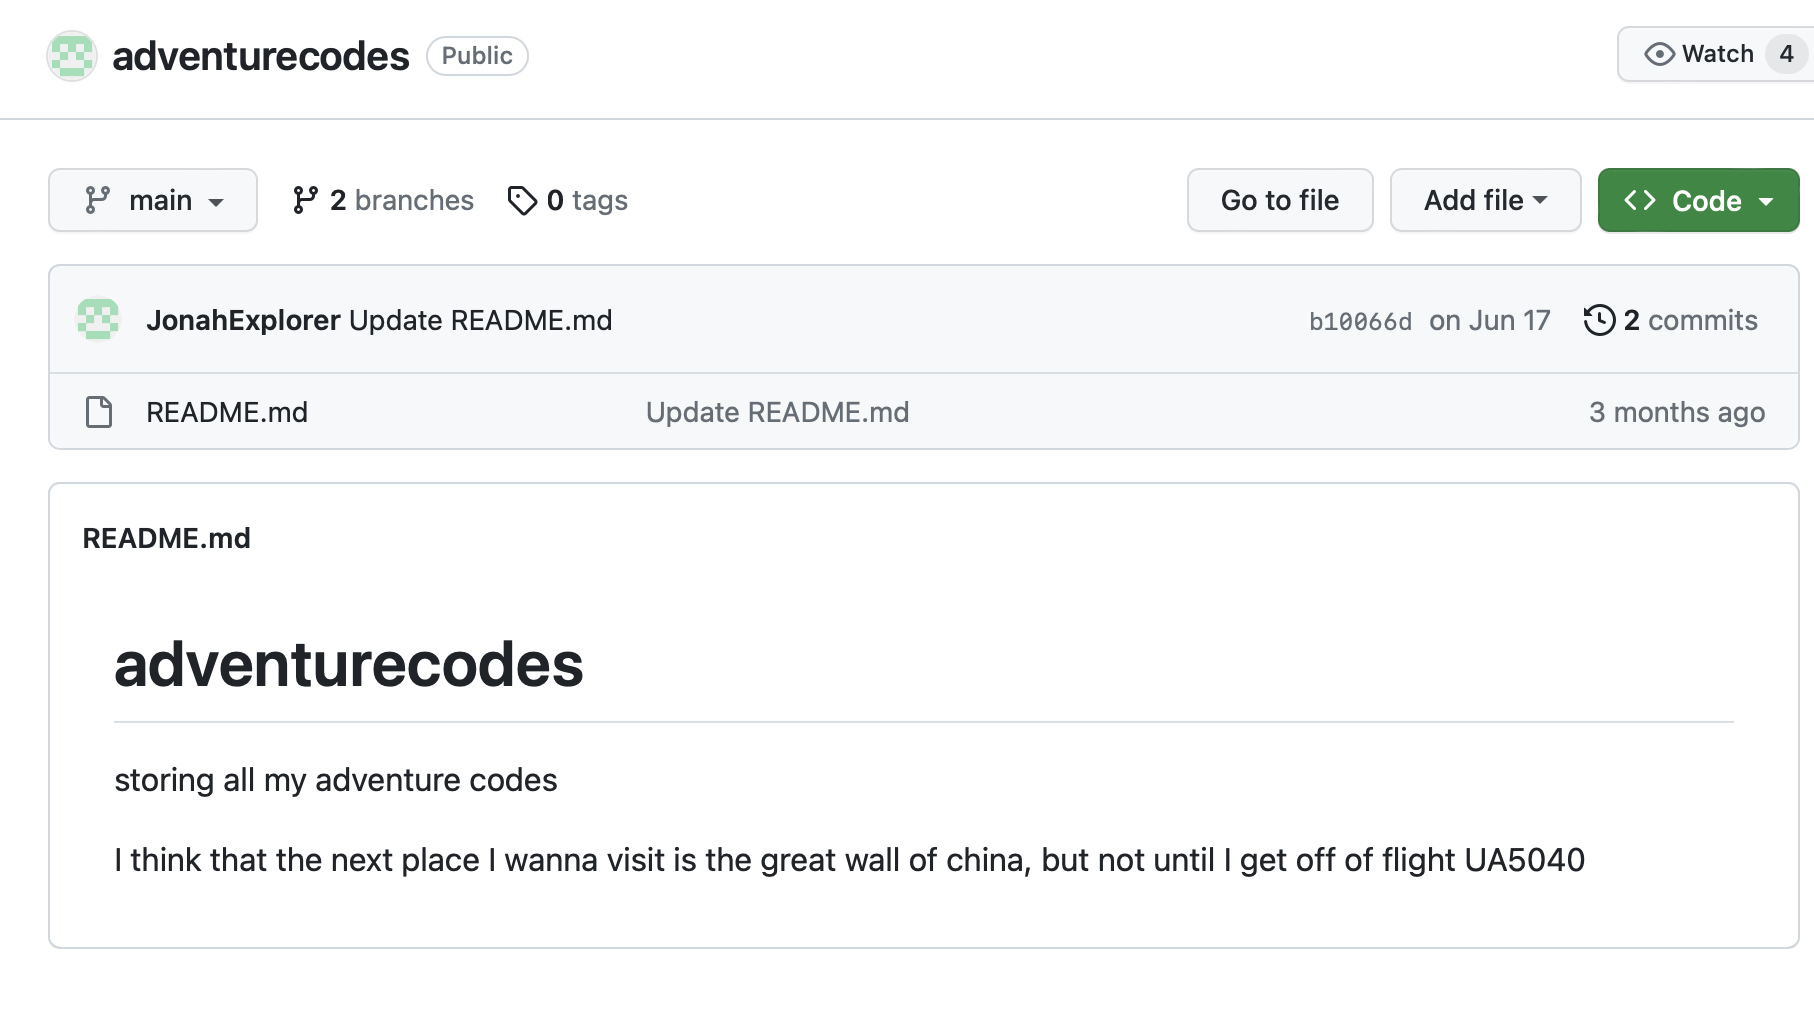 adventurecodes Public Watch 4
main 2 branches 0 tags Go to file Add file Code
JonahExplorer Update README.md b10066d on Jun 17 2 commits
README.md Update README.md 3 months ago
README.md
adventurecodes
storing all my adventure codes
I think that the next place I wanna visit is the great wall of china, but not until I get off of flight UA5040